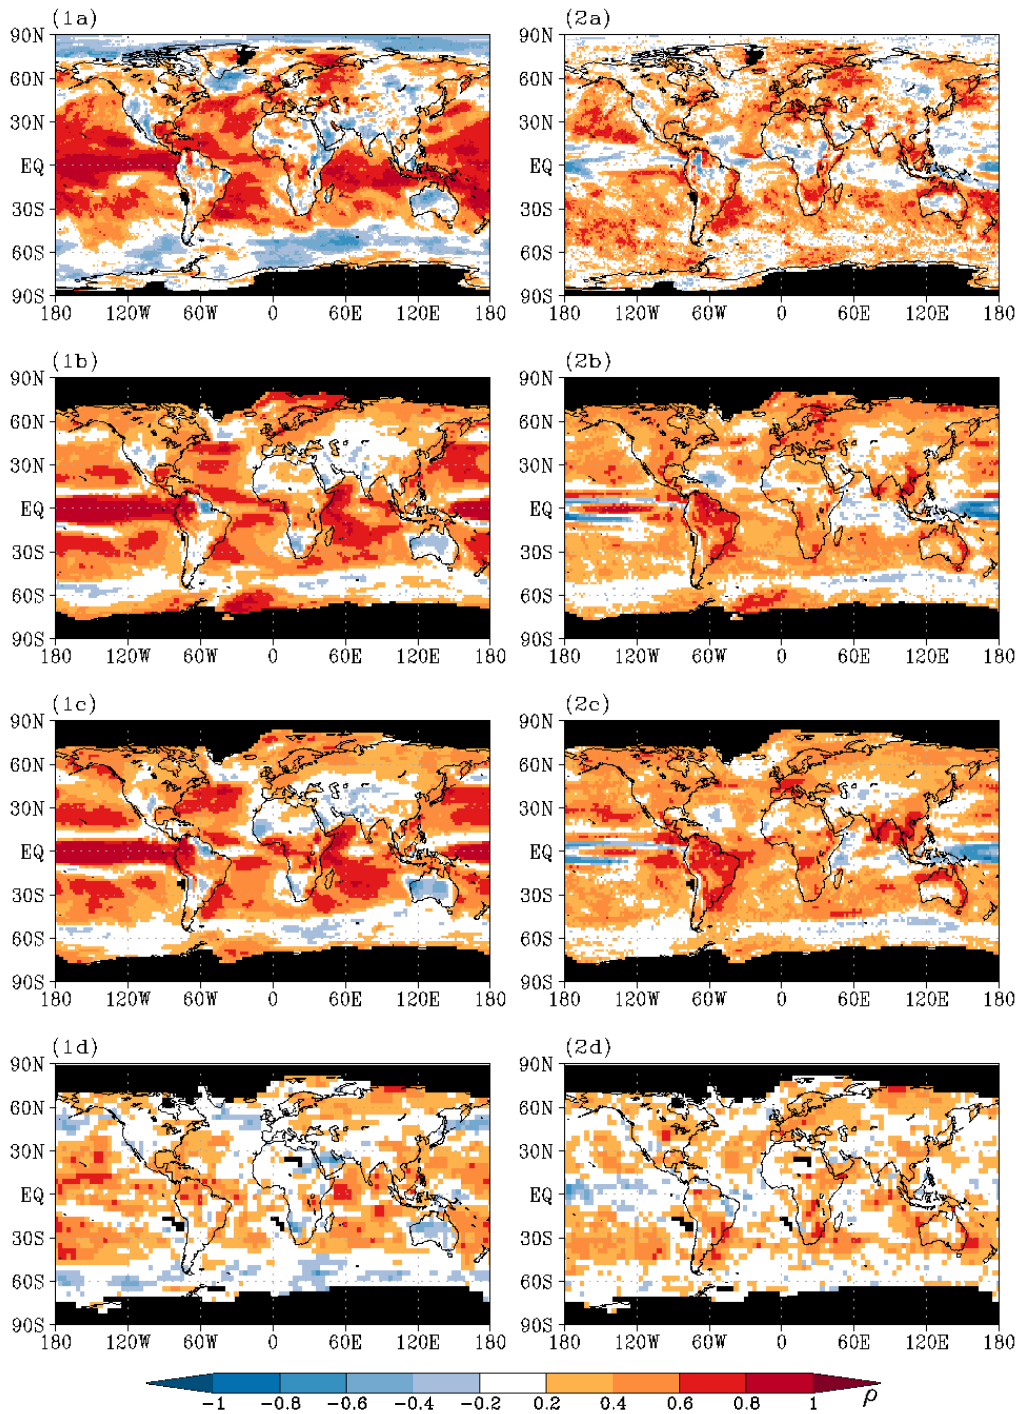 (1a) (2a)
90N 90N
60N 60N
30N 30N
EQ EQ
30S 30S
60S 60S
90S 90S
180 120W 60W 0 60E 120E 180 180 120W 60W 0 60E 120E 180
(1b) (2b)
90N 90N
60N 60N
30N 30N
EQ EQ
30S 30S
60S 60S
90S 90S
180 120W 60W 0 60E 120E 180 180 120W 60W 0 60E 120E 180
(1c) (2c)
90N 90N
60N 60N
30N 30N
EQ EQ
30S 30S
60S 60S
90S 90S
180 120W 60W 0 60E 120E 180 180 120W 60W 0 60E 120E 180
(1d) (2d)
90N 90N
60N 60N
30N 30N
EQ EQ
30S 30S
60S 60S
90S 90S
180 120W 60W 0 60E 120E 180 180 120W 60W 0 60E 120E 180
-1 -0.8 -0.6 -0.4 -0.2 0.2 0.4 0.6 0.8 1 ρ